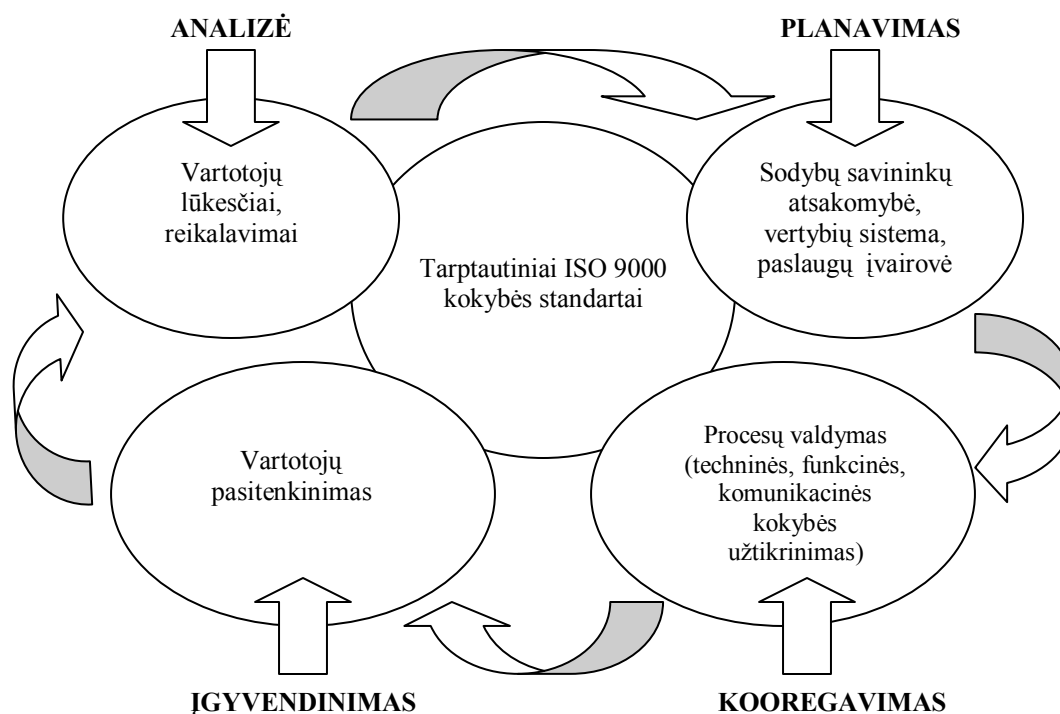 ANALIZĖ
PLANAVIMAS
Vartotojų
lūkesčiai,
reikalavimai
Sodybų savininkų
atsakomybė,
vertybių sistema,
paslaugų įvairovė
Tarptautiniai ISO 9000
kokybės standartai
Vartotojų
pasitenkinimas
Procesų valdymas
(techninės, funkcinės,
komunikacinės
kokybės
užtikrinimas)
ĮGYVENDINIMAS
KOOREGAVIMAS